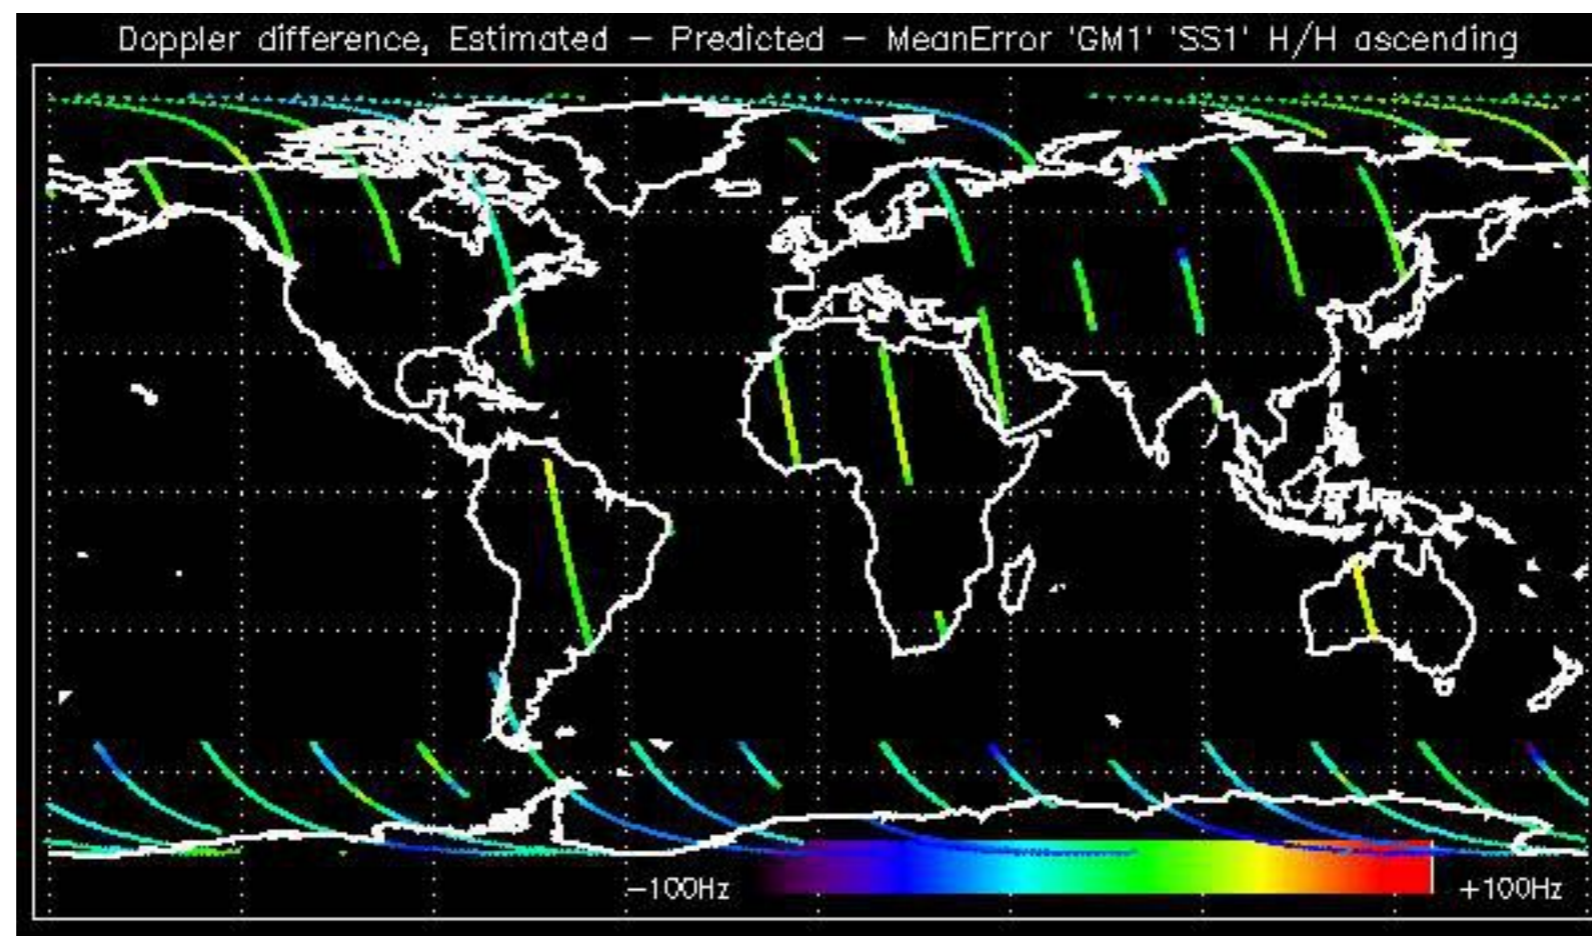 Doppler difference, Estimated – Predicted – MeanError 'GM1' 'SS1' H/H ascending
–100Hz
+100Hz